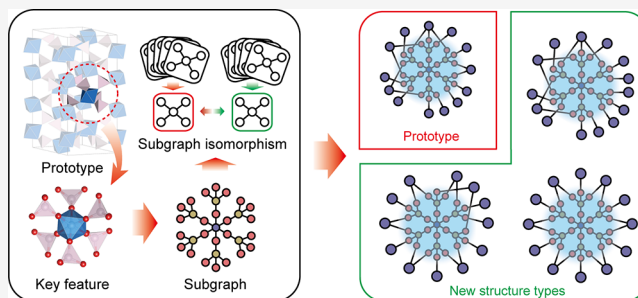 Prototype
Subgraph isomorphism
Key feature
Subgraph
Prototype
New structure types